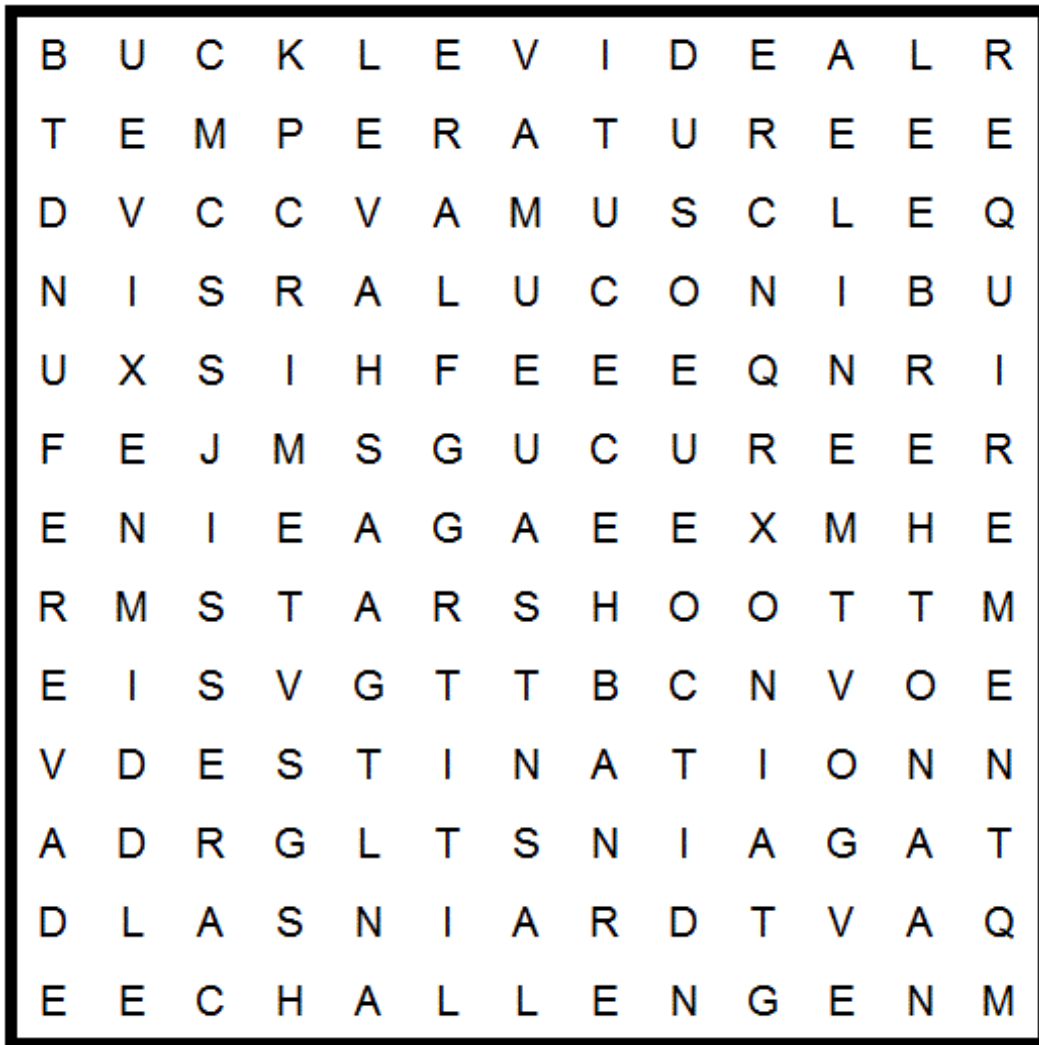 B U C K L E V I D E A L R
T E M P E R A T U R E E E
D V C C V A M U S C L E Q
N I S R A L U C O N I B U
U X S I H F E E E Q N R I
F E J M S G U C U R E E R
E N I E A G A E E X M H E
R M S T A R S H O O T T M
E I S V G T T B C N V O E
V D E S T I N A T I O N N
A D R G L T S N I A G A T
D L A S N I A R D T V A Q
E E C H A L L E N G E N M